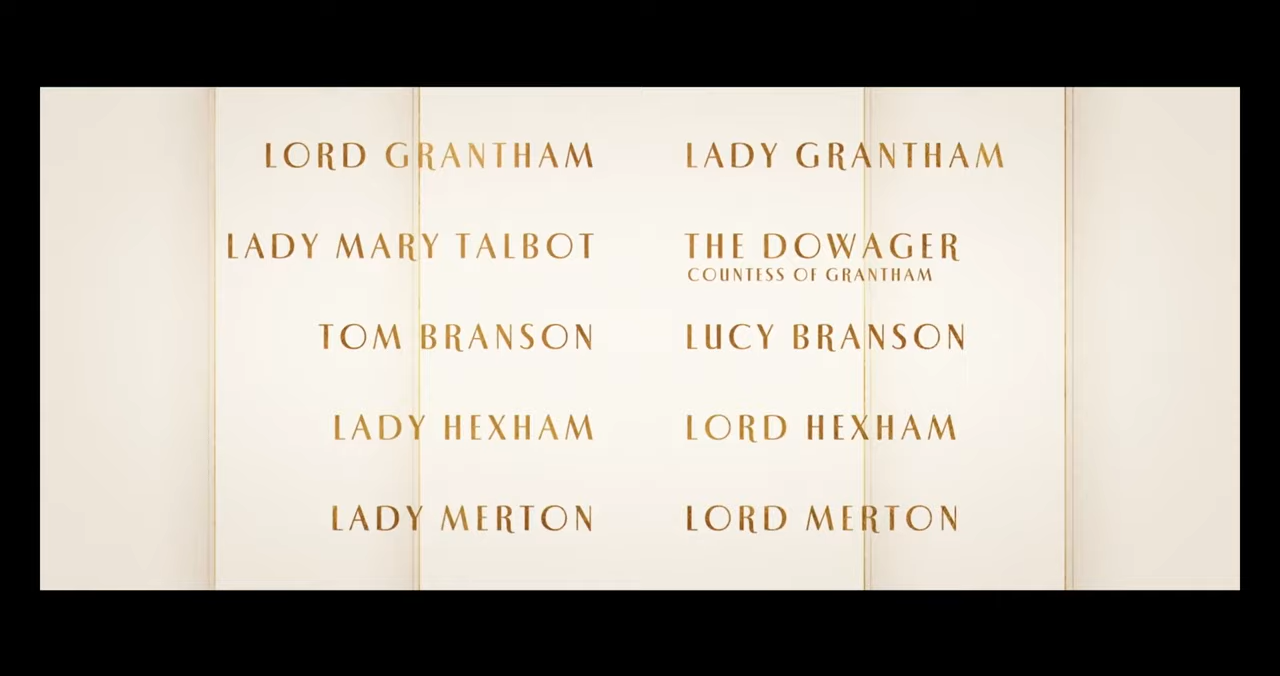 LORD GRANTHAM LADY GRANTHAM
LADY MARY TALBOT THE DOWAGER
COUNTESS OF GRANTHAM
TOM BRANSON LUCY BRANSON
LADY HEXHAM LORD HEXHAM
LADY MERTON LORD MERTON